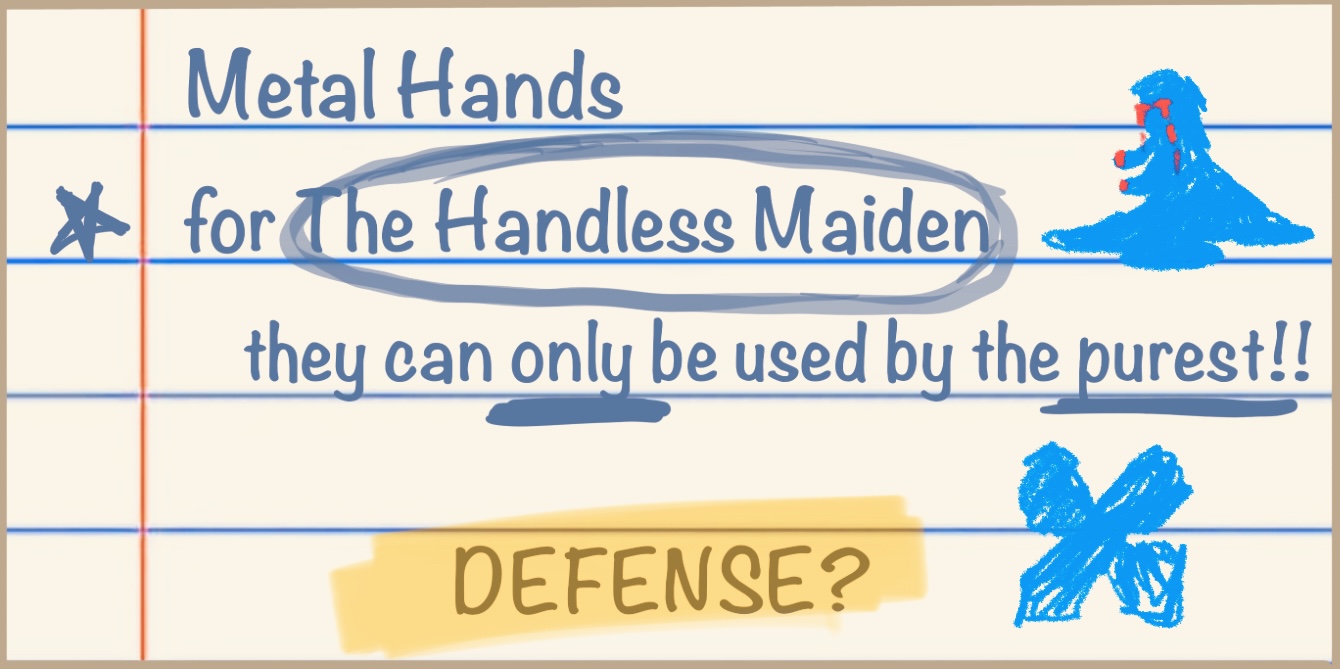 Metal Hands
for The Handless Maiden
they can only be used by the purest!!
DEFENSE?